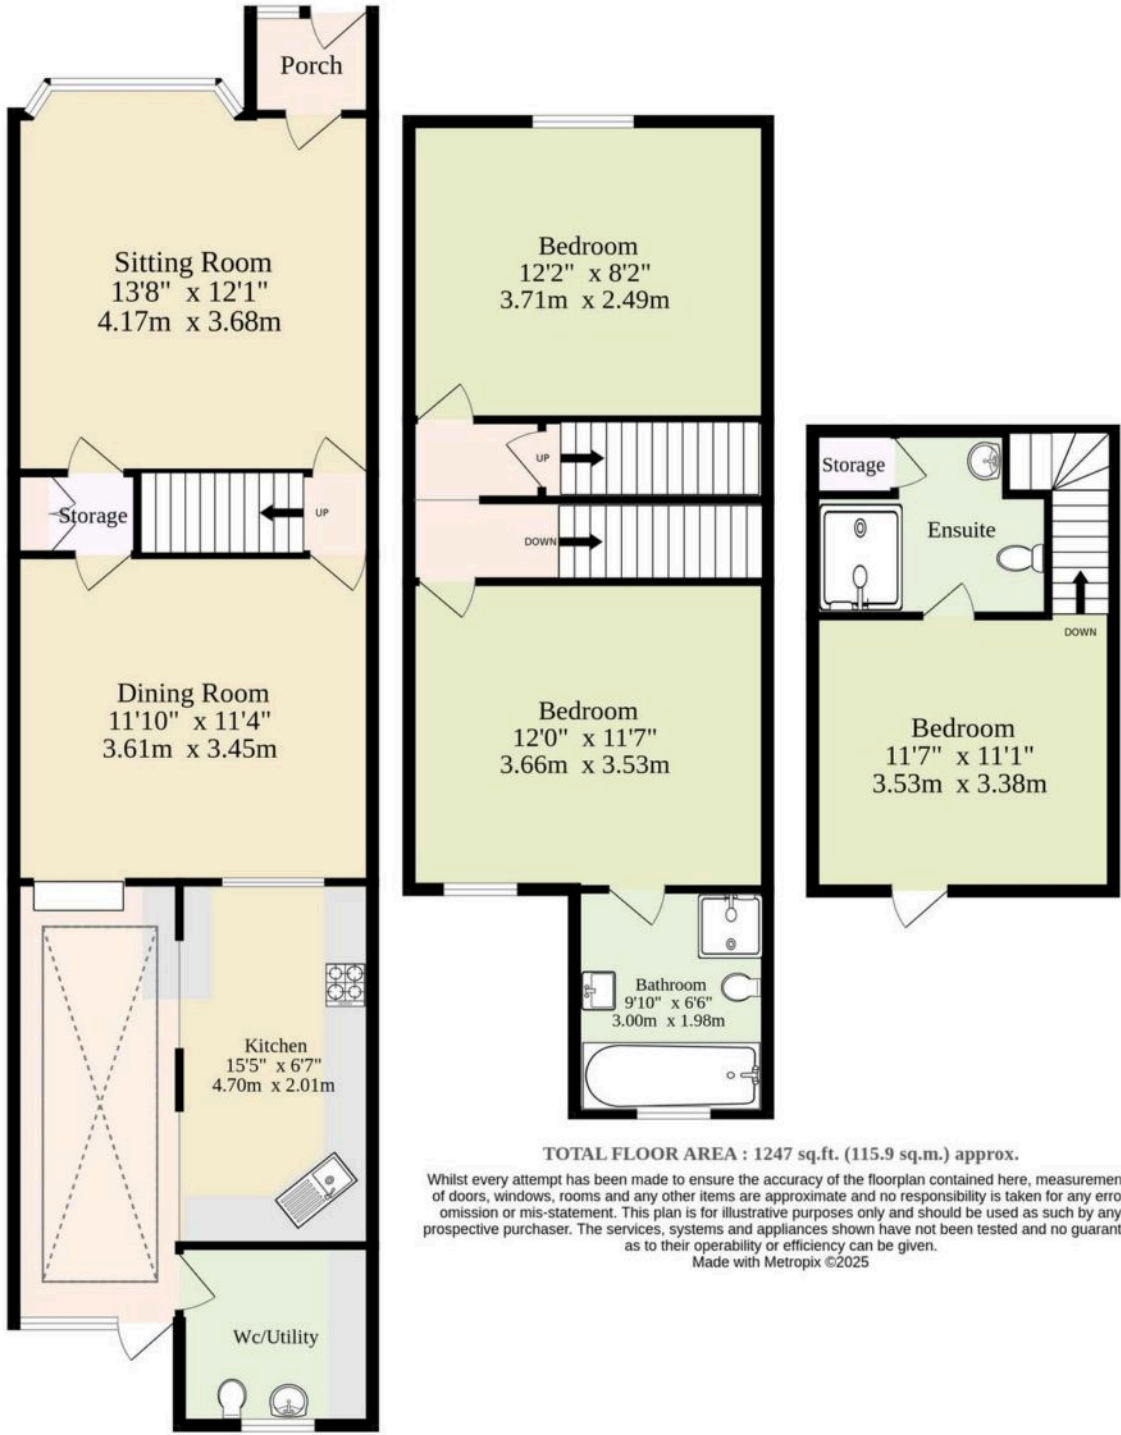 Porch
Sitting Room
13'8" x 12'1"
4.17m x 3.68m
Storage
UP
Dining Room
11'10" x 11'4"
3.61m x 3.45m
Kitchen
15'5" x 6'7"
4.70m x 2.01m
Wc/Utility
Bedroom
12'2" x 8'2"
3.71m x 2.49m
UP
DOWN
Bedroom
12'0" x 11'7"
3.66m x 3.53m
Bathroom
9'10" x 6'6"
3.00m x 1.98m
Storage
Ensuite
DOWN
Bedroom
11'7" x 11'1"
3.53m x 3.38m
TOTAL FLOOR AREA : 1247 sq.ft. (115.9 sq.m.) approx.
Whilst every attempt has been made to ensure the accuracy of the floorplan contained here, measuremen
of doors, windows, rooms and any other items are approximate and no responsibility is taken for any erro
omission or mis-statement. This plan is for illustrative purposes only and should be used as such by any
prospective purchaser. The services, systems and appliances shown have not been tested and no guarant
as to their operability or efficiency can be given.
Made with Metropix ©2025